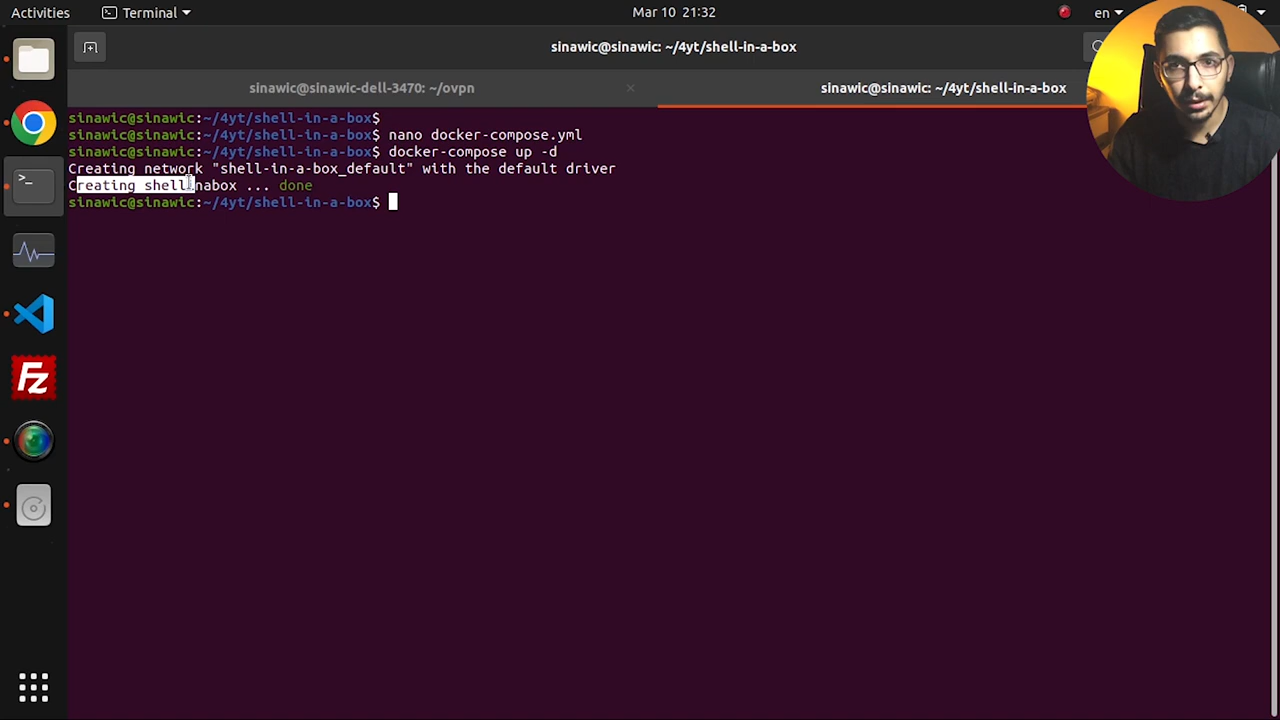 Activities
Terminal
Mar 10 21:32
en
sinawic@sinawic: ~/4yt/shell-in-a-box
sinawic@sinawic-dell-3470: ~/ovpn
sinawic@sinawic: ~/4yt/shell-in-a-box
sinawic@sinawic:~/4yt/shell-in-a-box$
sinawic@sinawic:~/4yt/shell-in-a-box$ nano docker-compose.yml
sinawic@sinawic:~/4yt/shell-in-a-box$ docker-compose up -d
Creating network "shell-in-a-box_default" with the default driver
Creating shellinabox ... done
sinawic@sinawic:~/4yt/shell-in-a-box$
>_
Fz